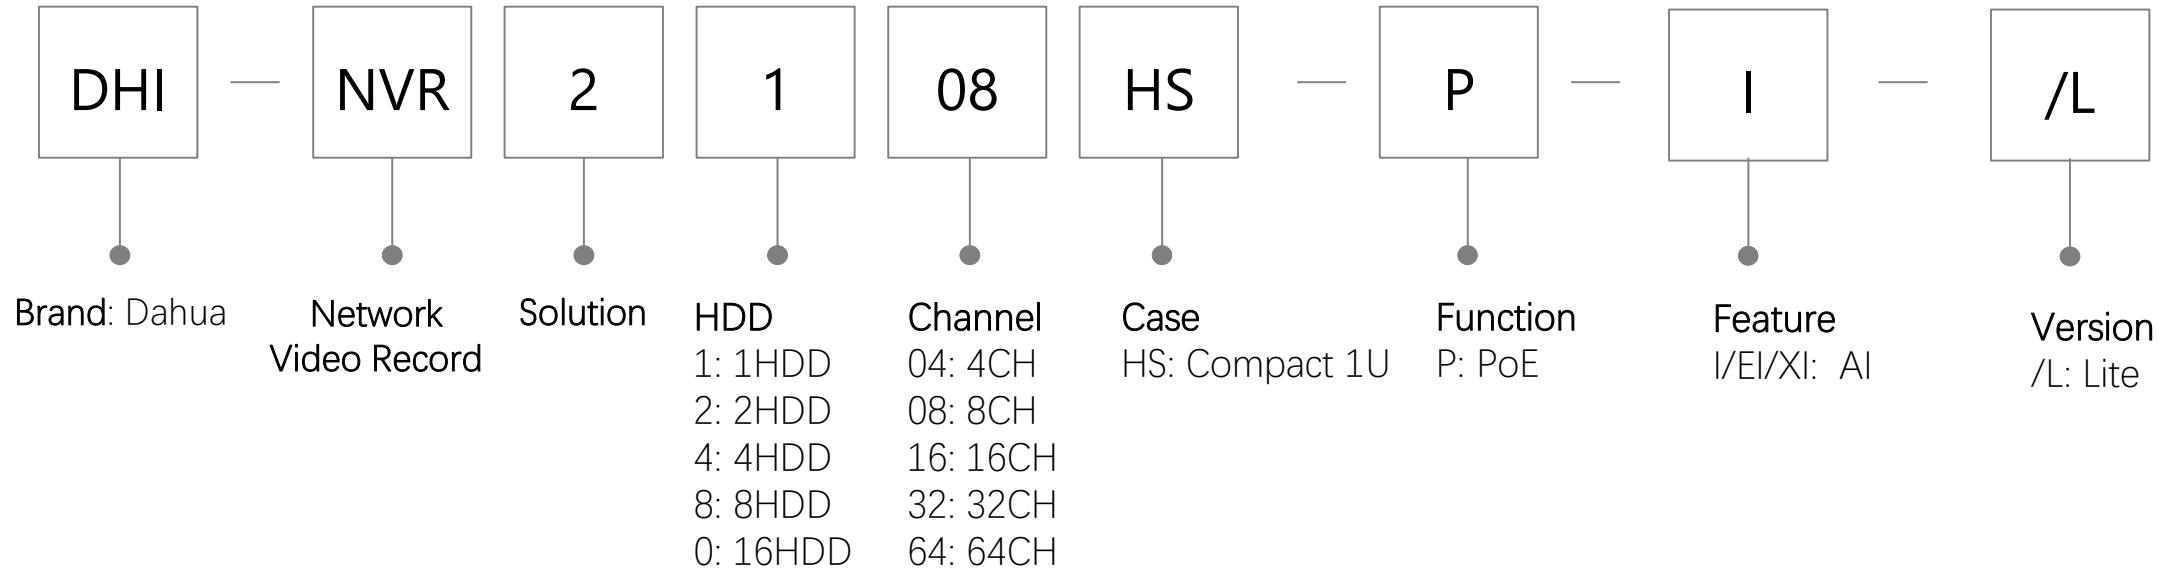 DHI — NVR 2 1 08 HS — P — I — /L
Brand: Dahua
Network
Video Record
Solution
HDD
1: 1HDD
2: 2HDD
4: 4HDD
8: 8HDD
0: 16HDD
Channel
04: 4CH
08: 8CH
16: 16CH
32: 32CH
64: 64CH
Case
HS: Compact 1U
Function
P: PoE
Feature
I/EI/XI: AI
Version
/L: Lite